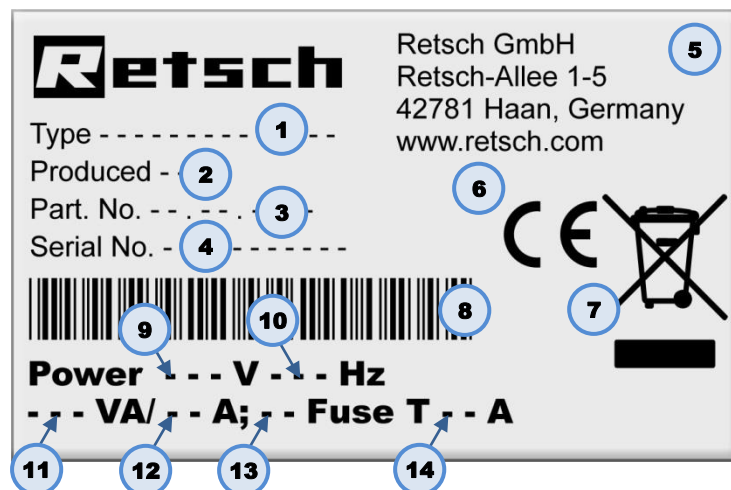 Retsch
Retsch GmbH
Retsch-Allee 1-5
42781 Haan, Germany
www.retsch.com
5
Type - - - - - - - - - 1 - -
Produced - - 2
Part. No. - - . - - . - 3 -
Serial No. - 4 - - - - - - -
6
CE
7
8
9
10
Power - - - V - - - Hz
- - - VA/ - - A; - - Fuse T - - A
11
12
13
14